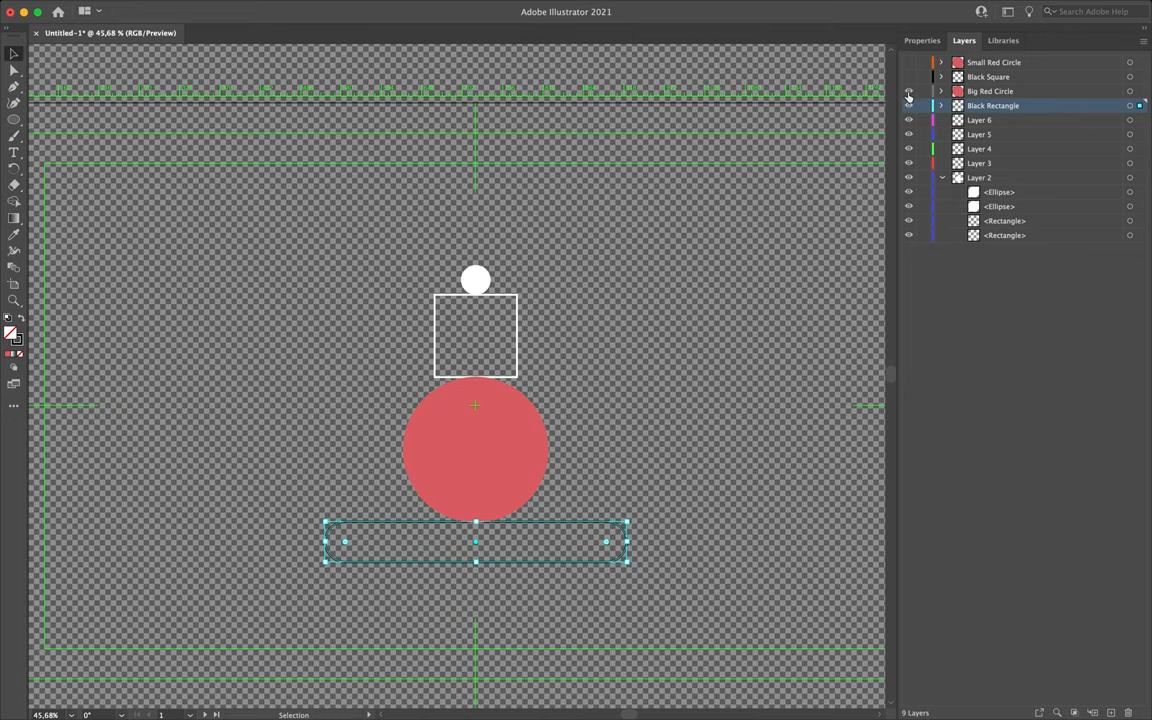 Adobe Illustrator 2021
Search Adobe Help
× Untitled-1* @ 45,68 % (RGB/Preview)
Properties Layers Libraries
Small Red Circle
Black Square
Big Red Circle
Black Rectangle
Layer 6
Layer 5
Layer 4
Layer 3
Layer 2
<Ellipse>
<Ellipse>
<Rectangle>
<Rectangle>
45,68% 0° 1 Selection
9 Layers